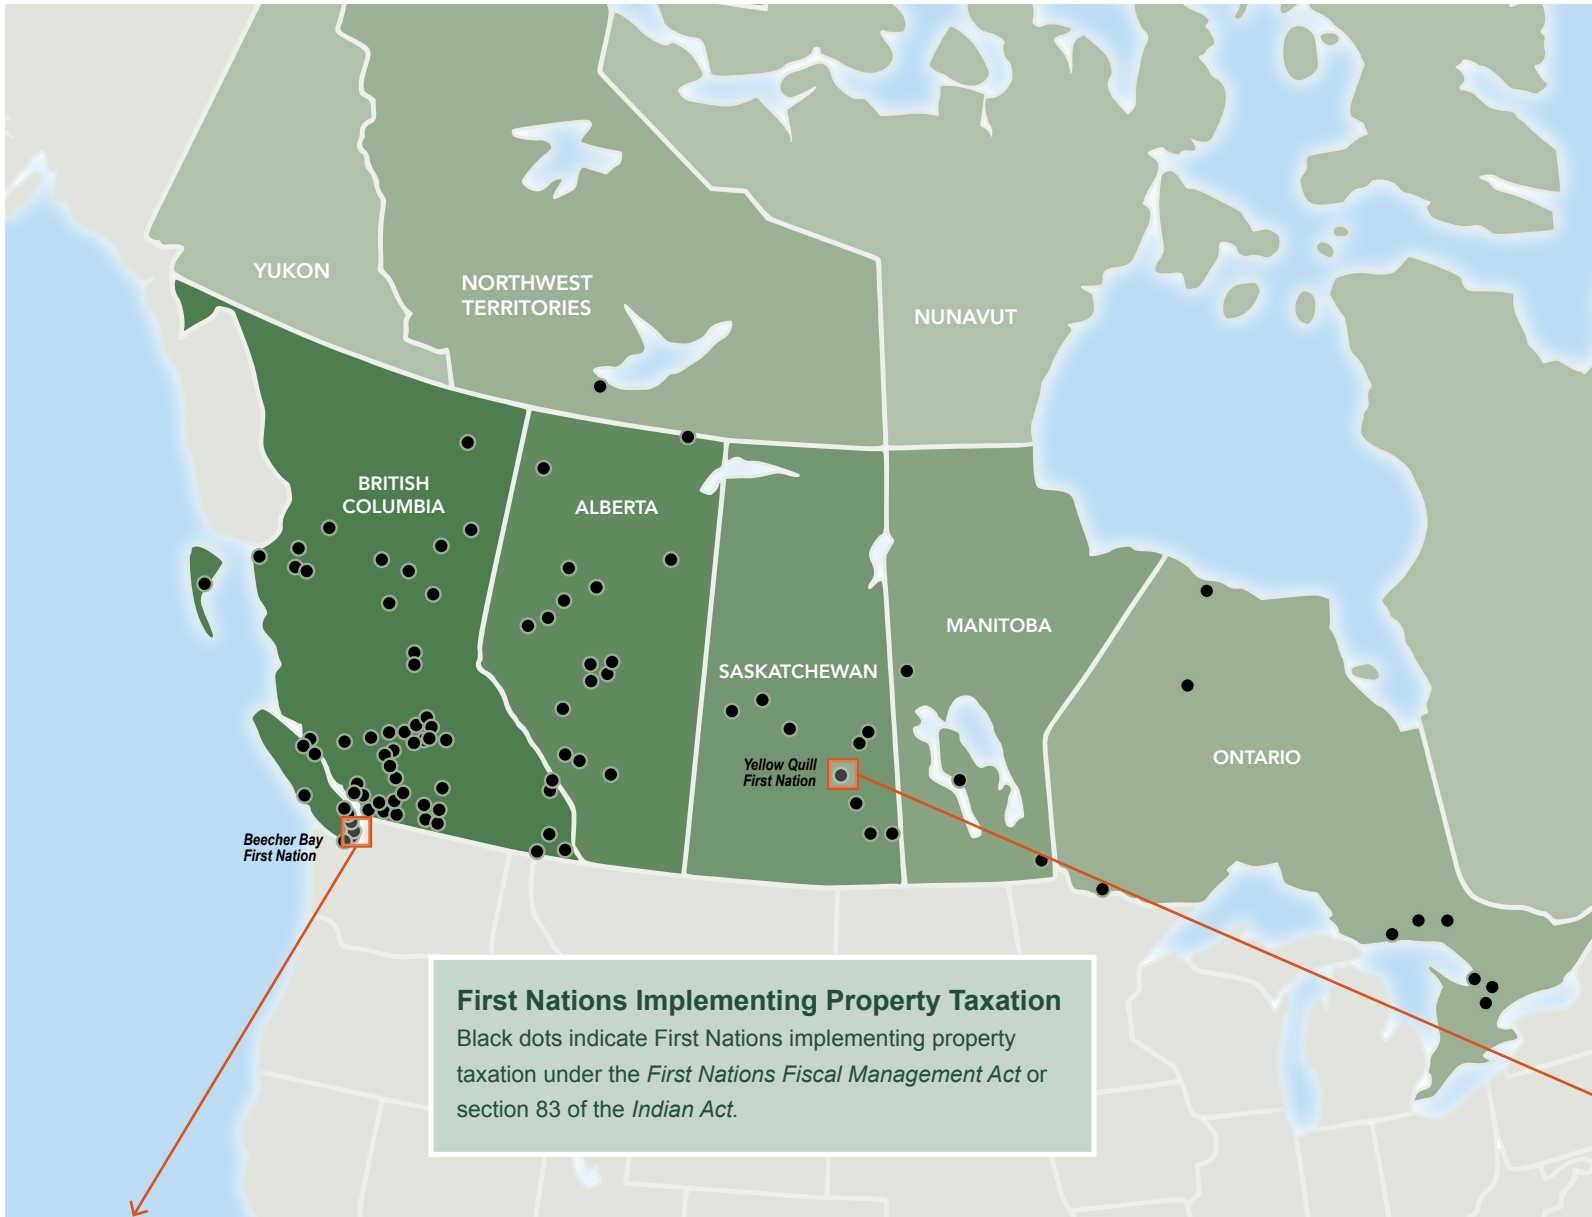 YUKON
NORTHWEST
TERRITORIES
NUNAVUT
BRITISH
COLUMBIA
ALBERTA
MANITOBA
SASKATCHEWAN
ONTARIO
Yellow Quill
First Nation
Beecher Bay
First Nation
First Nations Implementing Property Taxation
Black dots indicate First Nations implementing property
taxation under the First Nations Fiscal Management Act or
section 83 of the Indian Act.